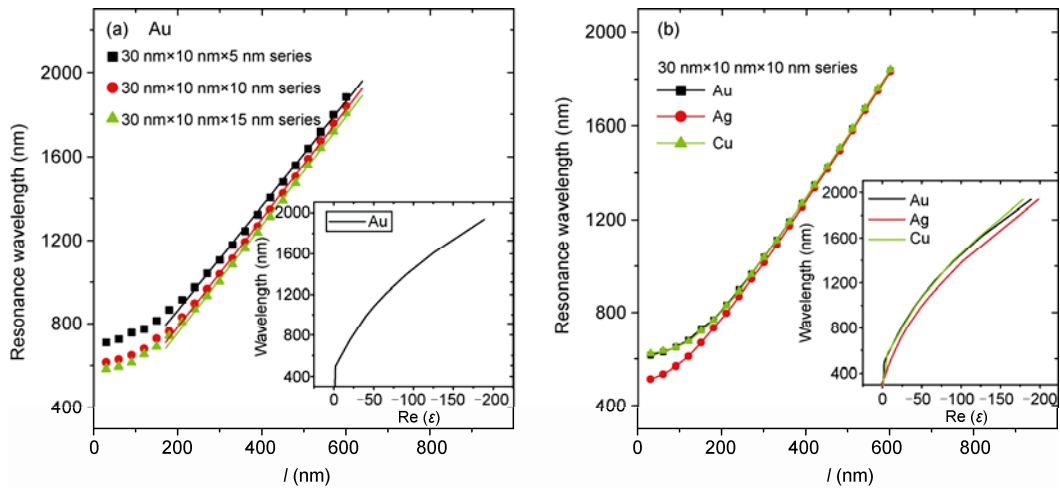 (a) Au
30 nm×10 nm×5 nm series
30 nm×10 nm×10 nm series
30 nm×10 nm×15 nm series
Resonance wavelength (nm)
2000
1600
1200
800
400
0
200
400
600
800
l (nm)
Au
Wavelength (nm)
2000
1600
1200
800
400
0
−50
−100
−150
−200
Re (ε)
(b)
30 nm×10 nm×10 nm series
Au
Ag
Cu
Resonance wavelength (nm)
2000
1600
1200
800
400
0
200
400
600
800
l (nm)
Au
Ag
Cu
Wavelength (nm)
2000
1600
1200
800
400
0
−50
−100
−150
−200
Re (ε)